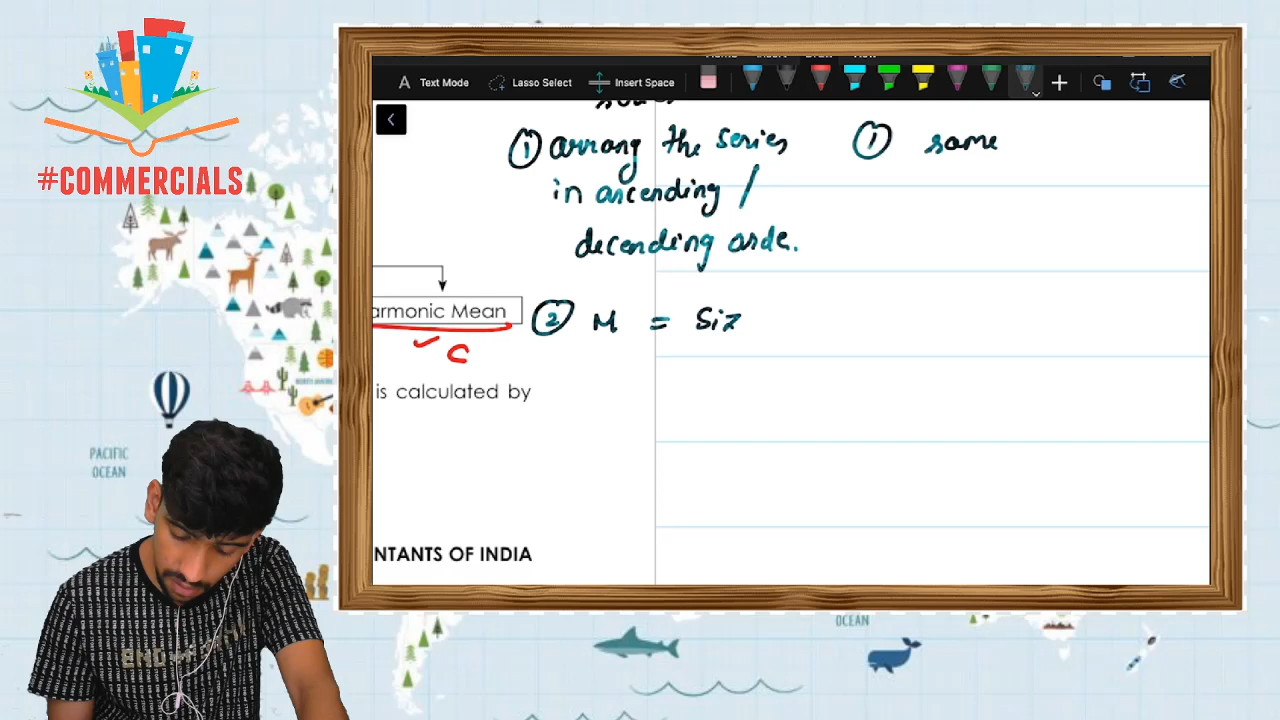 #COMMERCIALS
Text Mode
Lasso Select
Insert Space
① arrang the series
in ascending /
decending orde.
① same
armonic Mean
② M = Siz
C
is calculated by
NTANTS OF INDIA
PACIFIC
OCEAN
OCEAN